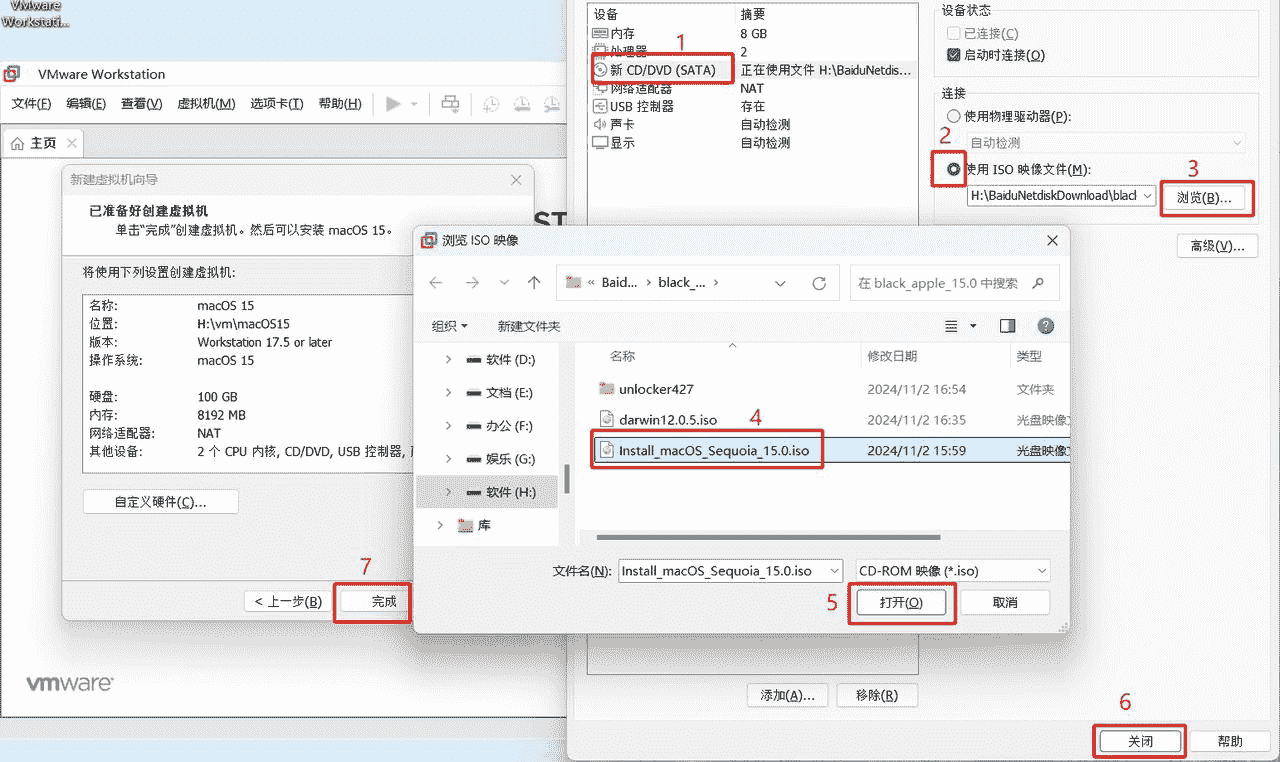 VMware
Workstati...
VMware Workstation
文件(F) 编辑(E) 查看(V) 虚拟机(M) 选项卡(T) 帮助(H)
主页
新建虚拟机向导
已准备好创建虚拟机
单击“完成”创建虚拟机。然后可以安装 macOS 15。
将使用下列设置创建虚拟机:
名称: macOS 15
位置: H:\vm\macOS15
版本: Workstation 17.5 or later
操作系统: macOS 15
硬盘: 100 GB
内存: 8192 MB
网络适配器: NAT
其他设备: 2 个 CPU 内核, CD/DVD, USB 控制器,
自定义硬件(C)...
7
< 上一步(B)
完成
vmware
ST
设备 摘要
内存 8 GB
1
处理器 2
新 CD/DVD (SATA) 正在使用文件 H:\BaiduNetdis...
网络适配器 NAT
USB 控制器 存在
声卡 自动检测
显示 自动检测
设备状态
已连接(C)
启动时连接(O)
连接
使用物理驱动器(P):
2
自动检测
使用 ISO 映像文件(M):
3
H:\BaiduNetdiskDownload\blacl
浏览(B)...
高级(V)...
浏览 ISO 映像
« Baid... › black_... ›
在 black_apple_15.0 中搜索
组织 新建文件夹
软件 (D:)
文档 (E:)
办公 (F:)
娱乐 (G:)
软件 (H:)
库
名称 修改日期 类型
unlocker427 2024/11/2 16:54 文件夹
darwin12.0.5.iso 2024/11/2 16:35 光盘映像文
4
Install_macOS_Sequoia_15.0.iso 2024/11/2 15:59 光盘映像文
文件名(N): Install_macOS_Sequoia_15.0.iso CD-ROM 映像 (*.iso)
5
打开(O)
取消
添加(A)...
移除(R)
6
关闭
帮助